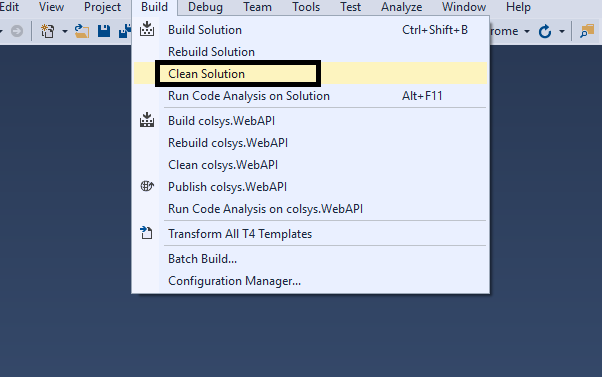 Edit View Project Build Debug Team Tools Test Analyze Window Help
rome
Build Solution Ctrl+Shift+B
Rebuild Solution
Clean Solution
Run Code Analysis on Solution Alt+F11
Build colsys.WebAPI
Rebuild colsys.WebAPI
Clean colsys.WebAPI
Publish colsys.WebAPI
Run Code Analysis on colsys.WebAPI
Transform All T4 Templates
Batch Build...
Configuration Manager...